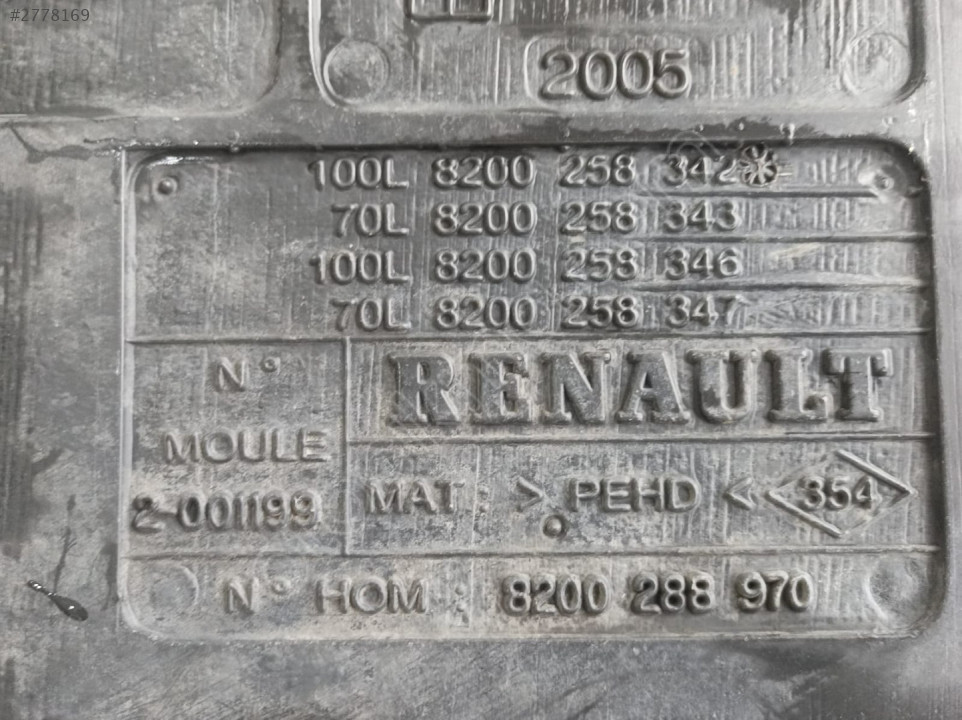 #2778169
2005
100L 8200 258 342
70L 8200 258 343
100L 8200 258 346
70L 8200 258 347
N°
MOULE
2-001199
RENAULT
MAT : > PEHD < 354
N° HOM : 8200 288 970